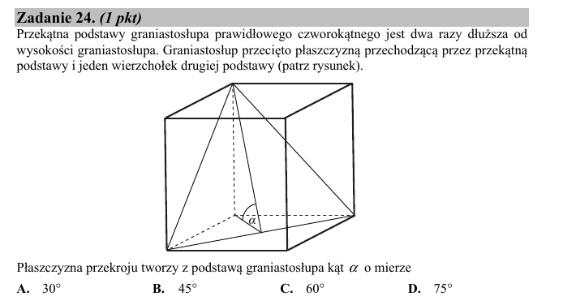 Zadanie 24. (1 pkt)
Przekątna podstawy graniastosłupa prawidłowego czworokątnego jest dwa razy dłuższa od
wysokości graniastosłupa. Graniastosłup przecięto płaszczyzną przechodzącą przez przekątną
podstawy i jeden wierzchołek drugiej podstawy (patrz rysunek).
α
Płaszczyzna przekroju tworzy z podstawą graniastosłupa kąt α o mierze
A. 30° B. 45° C. 60° D. 75°